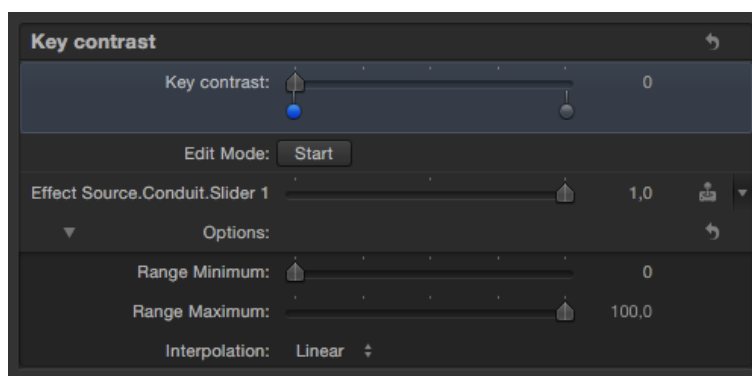 Key contrast
Key contrast: 0
Edit Mode: Start
Effect Source.Conduit.Slider 1 1,0
Options:
Range Minimum: 0
Range Maximum: 100,0
Interpolation: Linear